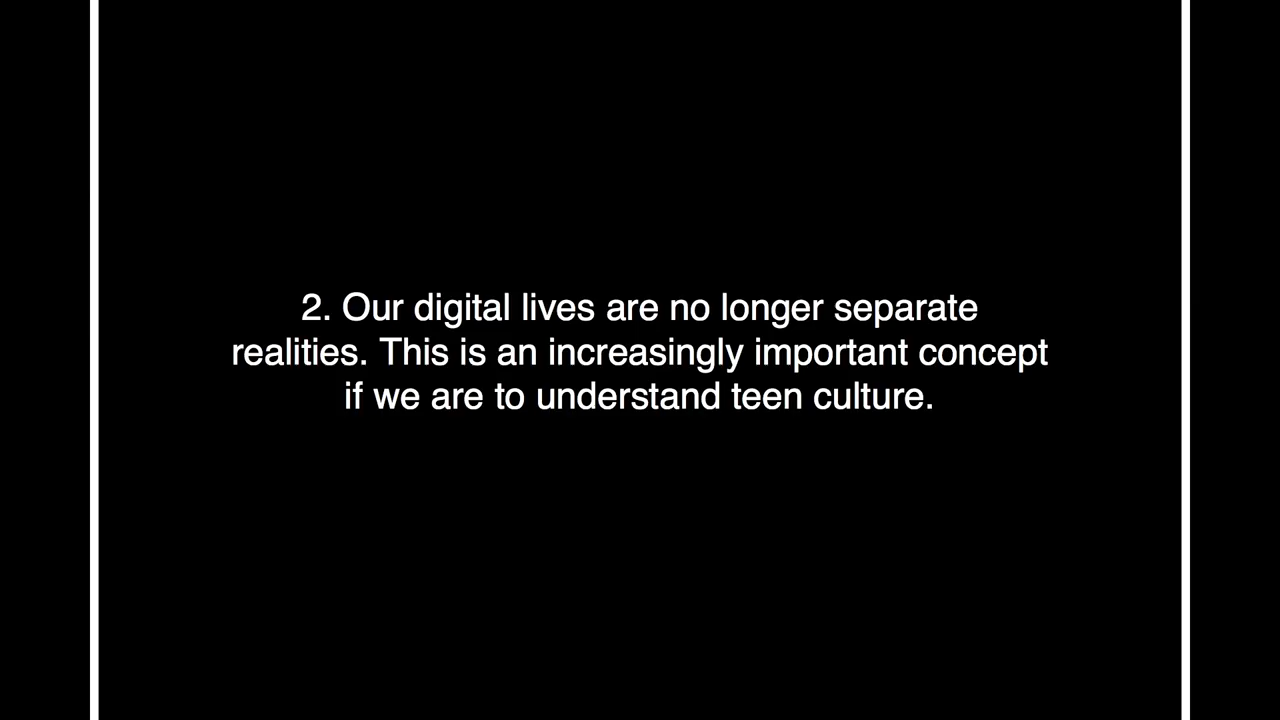 2. Our digital lives are no longer separate
realities. This is an increasingly important concept
if we are to understand teen culture.